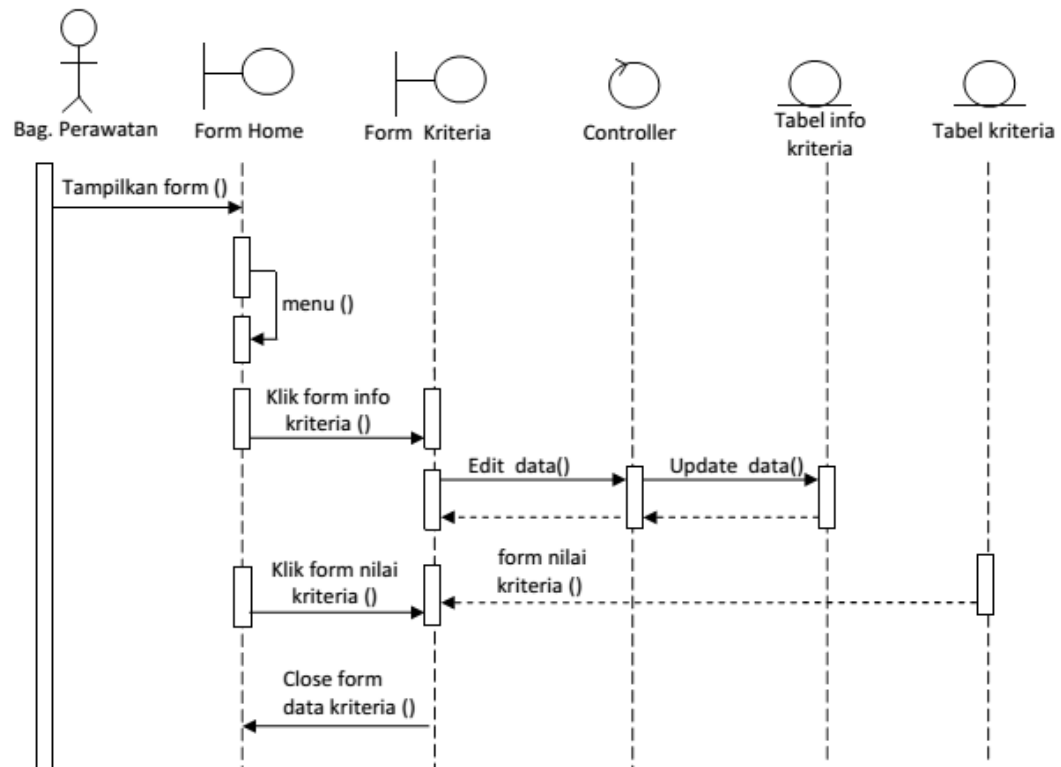 Bag. Perawatan
Form Home
Form Kriteria
Controller
Tabel info
kriteria
Tabel kriteria
Tampilkan form ()
menu ()
Klik form info
kriteria ()
Edit data()
Update data()
Klik form nilai
kriteria ()
form nilai
kriteria ()
Close form
data kriteria ()